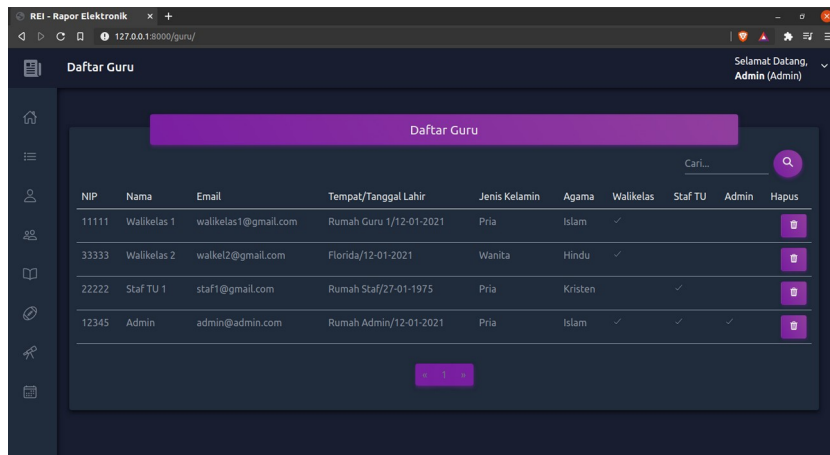 REI - Rapor Elektronik
127.0.0.1:8000/guru/
Daftar Guru
Selamat Datang,
Admin (Admin)
Daftar Guru
Cari...
NIP Nama Email Tempat/Tanggal Lahir Jenis Kelamin Agama Walikelas Staf TU Admin Hapus
11111 Walikelas 1 walikelas1@gmail.com Rumah Guru 1/12-01-2021 Pria Islam ✓
33333 Walikelas 2 walkel2@gmail.com Florida/12-01-2021 Wanita Hindu ✓
22222 Staf TU 1 staf1@gmail.com Rumah Staf/27-01-1975 Pria Kristen ✓
12345 Admin admin@admin.com Rumah Admin/12-01-2021 Pria Islam ✓ ✓ ✓
« 1 »